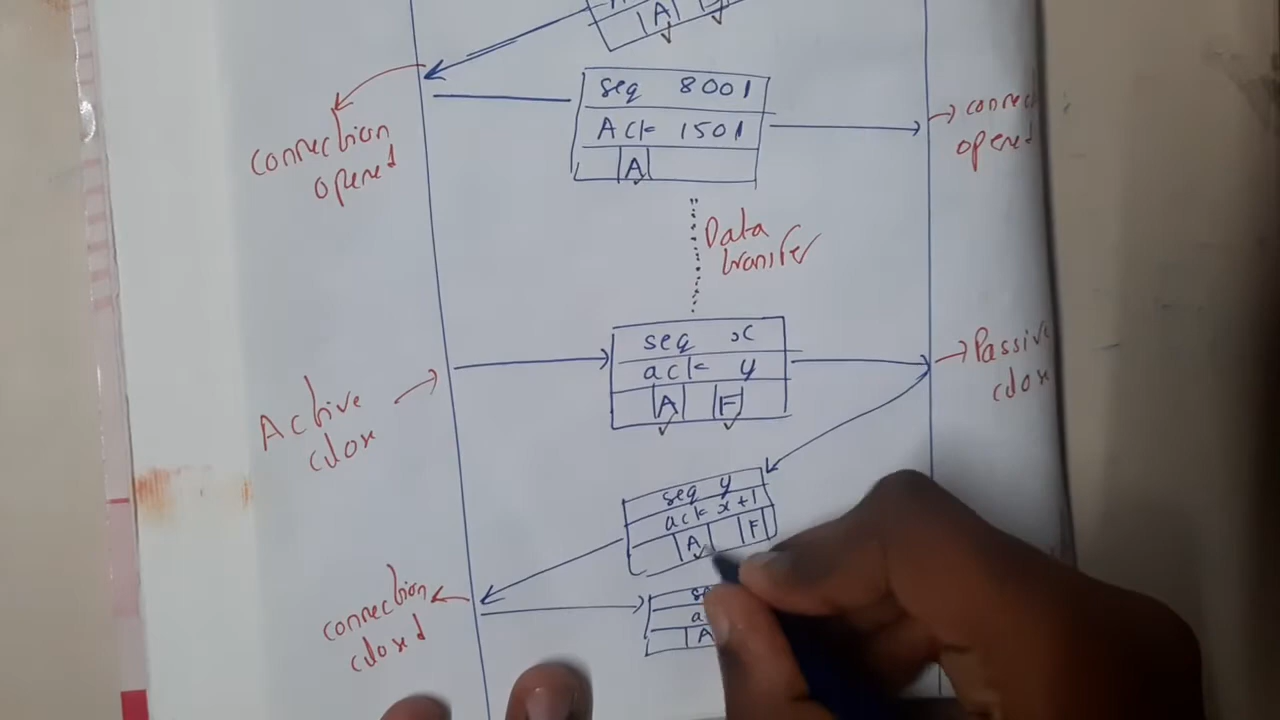 A
seq 8001
Ack 1501
A
connection
opened
connec
opened
Data
transfer
seq x
ack y
A F
Active
close
Passive
close
seq y
ack x+1
A F
connection
closed
A